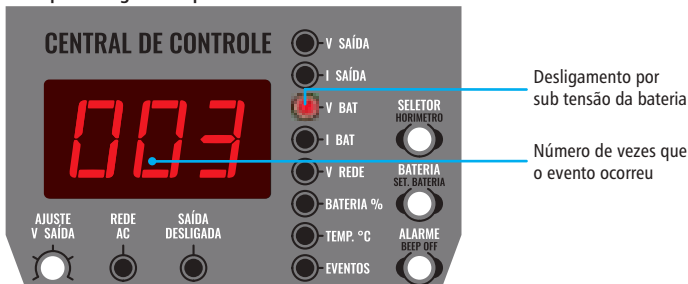 CENTRAL DE CONTROLE
003
V SAÍDA
I SAÍDA
V BAT
I BAT
V REDE
BATERIA %
TEMP. °C
EVENTOS
SELETOR
HORIMETRO
BATERIA
SET. BATERIA
ALARME
BEEP OFF
AJUSTE
V SAÍDA
REDE
AC
SAÍDA
DESLIGADA
Desligamento por
sub tensão da bateria
Número de vezes que
o evento ocorreu